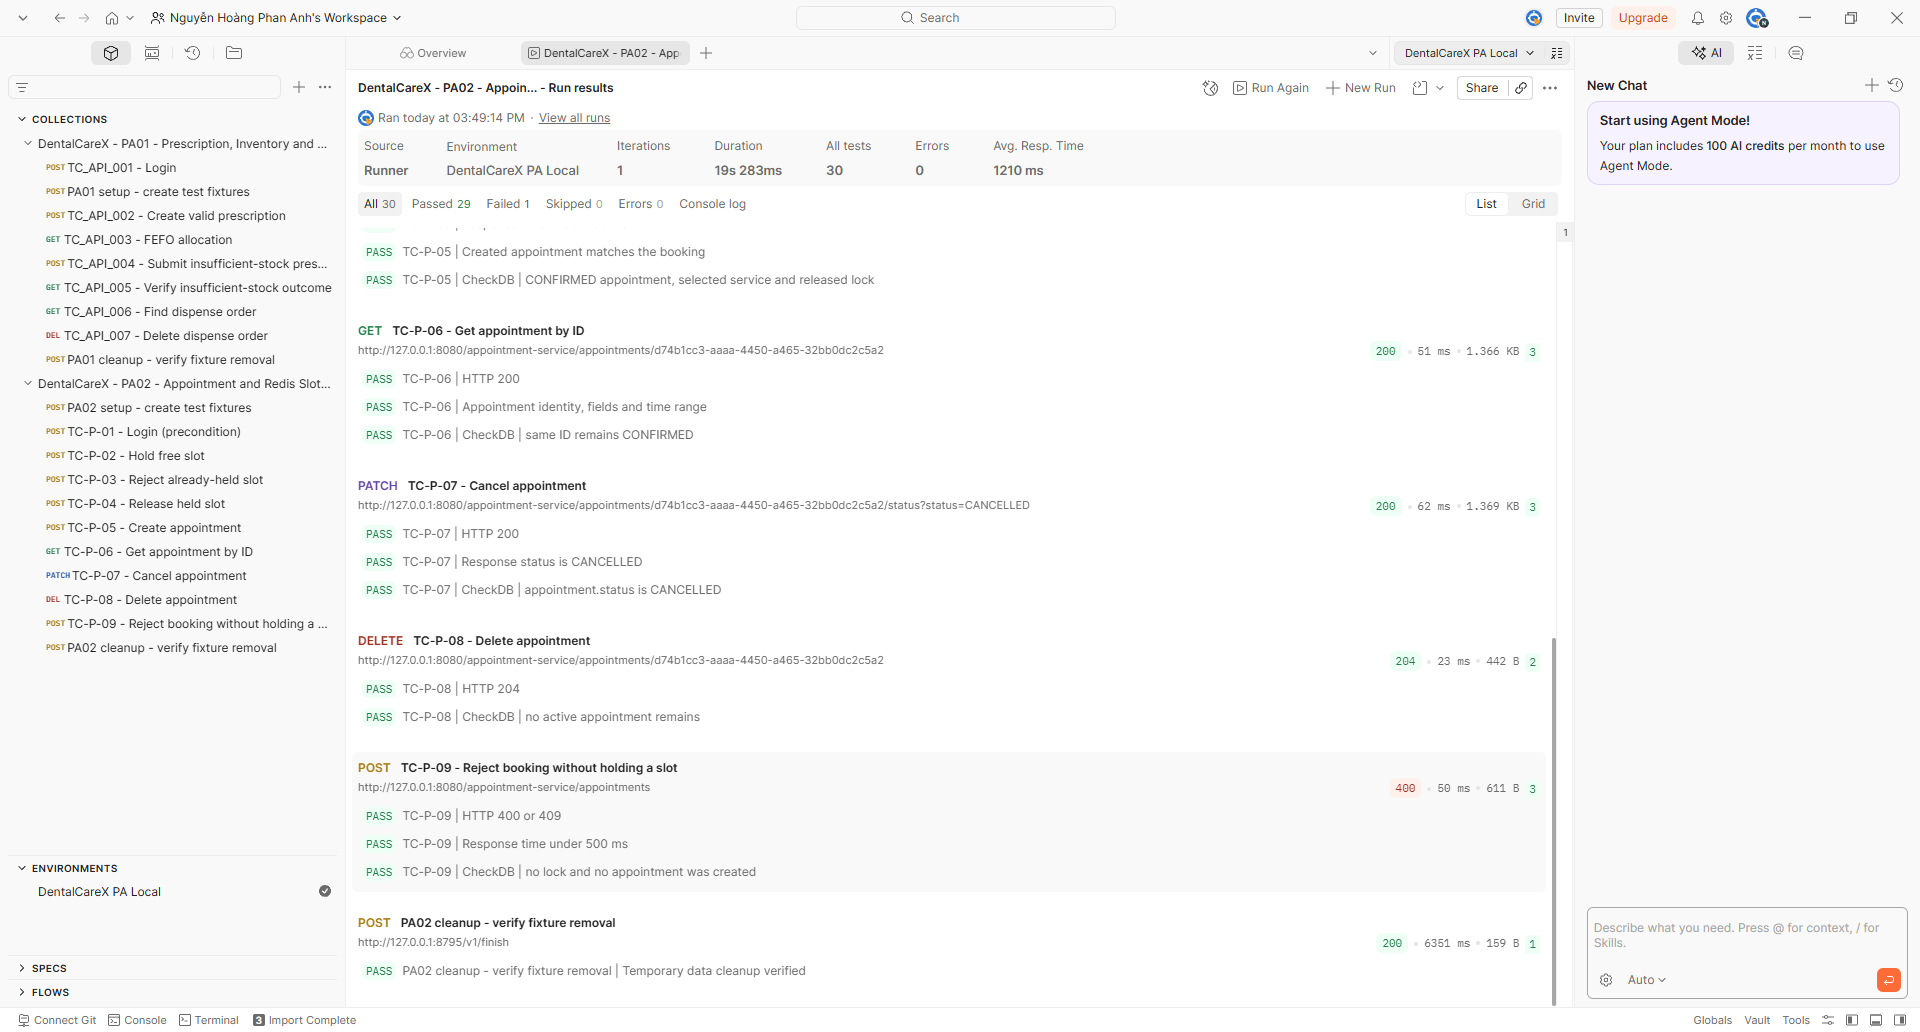 Nguyễn Hoàng Phan Anh's Workspace
Search
Invite
Upgrade
Overview
DentalCareX - PA02 - App
DentalCareX PA Local
AI
COLLECTIONS
DentalCareX - PA01 - Prescription, Inventory and ...
POST TC_API_001 - Login
POST PA01 setup - create test fixtures
POST TC_API_002 - Create valid prescription
GET TC_API_003 - FEFO allocation
POST TC_API_004 - Submit insufficient-stock pres...
GET TC_API_005 - Verify insufficient-stock outcome
GET TC_API_006 - Find dispense order
DEL TC_API_007 - Delete dispense order
POST PA01 cleanup - verify fixture removal
DentalCareX - PA02 - Appointment and Redis Slot...
POST PA02 setup - create test fixtures
POST TC-P-01 - Login (precondition)
POST TC-P-02 - Hold free slot
POST TC-P-03 - Reject already-held slot
POST TC-P-04 - Release held slot
POST TC-P-05 - Create appointment
GET TC-P-06 - Get appointment by ID
PATCH TC-P-07 - Cancel appointment
DEL TC-P-08 - Delete appointment
POST TC-P-09 - Reject booking without holding a ...
POST PA02 cleanup - verify fixture removal
ENVIRONMENTS
DentalCareX PA Local
SPECS
FLOWS
DentalCareX - PA02 - Appoin... - Run results
Run Again
New Run
Share
Ran today at 03:49:14 PM · View all runs
Source Environment Iterations Duration All tests Errors Avg. Resp. Time
Runner DentalCareX PA Local 1 19s 283ms 30 0 1210 ms
All 30 Passed 29 Failed 1 Skipped 0 Errors 0 Console log
List Grid
1
PASS TC-P-05 | Created appointment matches the booking
PASS TC-P-05 | CheckDB | CONFIRMED appointment, selected service and released lock
GET TC-P-06 - Get appointment by ID
http://127.0.0.1:8080/appointment-service/appointments/d74b1cc3-aaaa-4450-a465-32bb0dc2c5a2
200 • 51 ms • 1.366 KB 3
PASS TC-P-06 | HTTP 200
PASS TC-P-06 | Appointment identity, fields and time range
PASS TC-P-06 | CheckDB | same ID remains CONFIRMED
PATCH TC-P-07 - Cancel appointment
http://127.0.0.1:8080/appointment-service/appointments/d74b1cc3-aaaa-4450-a465-32bb0dc2c5a2/status?status=CANCELLED
200 • 62 ms • 1.369 KB 3
PASS TC-P-07 | HTTP 200
PASS TC-P-07 | Response status is CANCELLED
PASS TC-P-07 | CheckDB | appointment.status is CANCELLED
DELETE TC-P-08 - Delete appointment
http://127.0.0.1:8080/appointment-service/appointments/d74b1cc3-aaaa-4450-a465-32bb0dc2c5a2
204 • 23 ms • 442 B 2
PASS TC-P-08 | HTTP 204
PASS TC-P-08 | CheckDB | no active appointment remains
POST TC-P-09 - Reject booking without holding a slot
http://127.0.0.1:8080/appointment-service/appointments
400 • 50 ms • 611 B 3
PASS TC-P-09 | HTTP 400 or 409
PASS TC-P-09 | Response time under 500 ms
PASS TC-P-09 | CheckDB | no lock and no appointment was created
POST PA02 cleanup - verify fixture removal
http://127.0.0.1:8795/v1/finish
200 • 6351 ms • 159 B 1
PASS PA02 cleanup - verify fixture removal | Temporary data cleanup verified
New Chat
Start using Agent Mode!
Your plan includes 100 AI credits per month to use
Agent Mode.
Describe what you need. Press @ for context, / for
Skills.
Auto
Connect Git
Console
Terminal
3 Import Complete
Globals
Vault
Tools